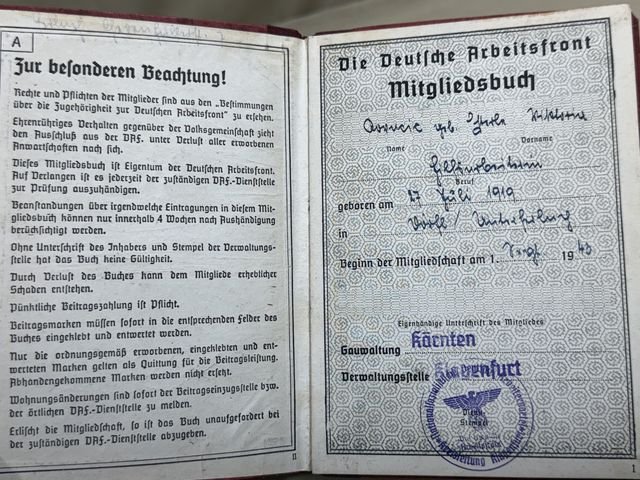 A
Zur besonderen Beachtung!
Rechte und Pflichten der Mitglieder sind aus den „Bestimmungen
über die Zugehörigkeit zur Deutschen Arbeitsfront" zu ersehen.
Ehrenrühriges Verhalten gegenüber der Volksgemeinschaft zieht
den Ausschluß aus der DAF. unter Verlust aller erworbenen
Anwartschaften nach sich.
Dieses Mitgliedsbuch ist Eigentum der Deutschen Arbeitsfront.
Auf Verlangen ist es jederzeit der zuständigen DAF.-Dienststelle
zur Prüfung auszuhändigen.
Beanstandungen über irgendwelche Eintragungen in diesem Mit-
gliedsbuch können nur innerhalb 4 Wochen nach Aushändigung
berücksichtigt werden.
Ohne Unterschrift des Inhabers und Stempel der Verwaltungs-
stelle hat das Buch keine Gültigkeit.
Durch Verlust des Buches kann dem Mitgliede erheblicher
Schaden entstehen.
Pünktliche Beitragszahlung ist Pflicht.
Beitragsmarken müssen sofort in die entsprechenden Felder des
Buches eingeklebt und entwertet werden.
Nur die ordnungsgemäß erworbenen, eingeklebten und ent-
werteten Marken gelten als Quittung für die Beitragsleistung.
Abhandengekommene Marken werden nicht ersetzt.
Wohnungsänderungen sind sofort der Beitragseinzugsstelle bzw.
der örtlichen DAF.-Dienststelle zu melden.
Erlischt die Mitgliedschaft, so ist das Buch unaufgefordert bei
der zuständigen DAF.-Dienststelle abzugeben.
II
Die Deutsche Arbeitsfront
Mitgliedsbuch
geb.
Name Vorname
Beruf
geboren am 27 Juli 1919
in
Beginn der Mitgliedschaft am 1. 1943
Eigenhändige Unterschrift des Mitgliedes
Gauwaltung Kärnten
Verwaltungsstelle Klagenfurt
Dienst
Stempel
1